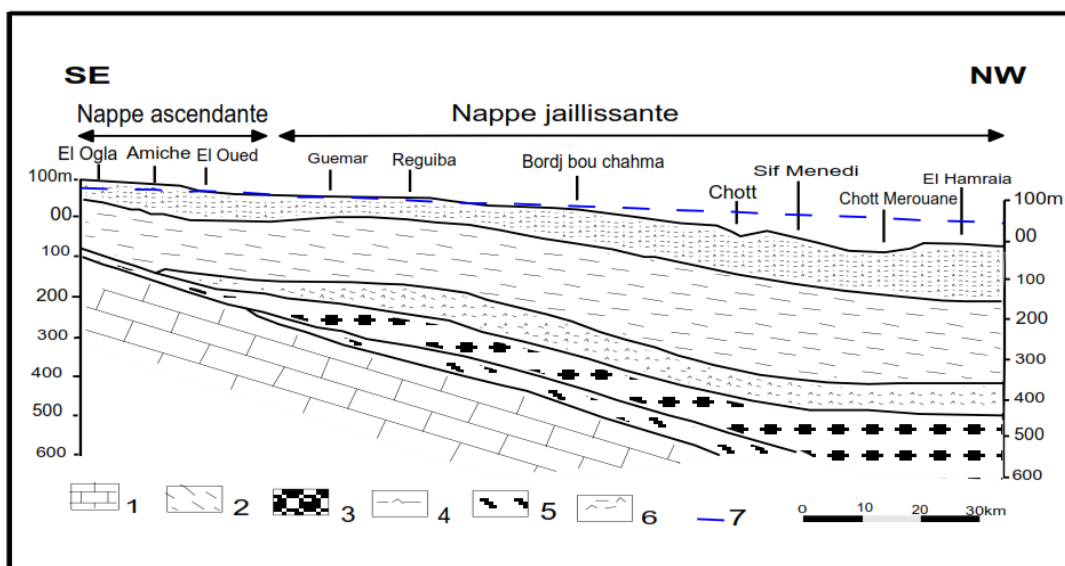 SE NW
Nappe ascendante Nappe jaillissante
El Ogla Amiche El Oued Guemar Reguiba Bordj bou chahma Chott Sif Menedi Chott Merouane El Hamraia
100m 100m
00 00
100 100
200 200
300 300
400 400
500 500
600 600
1 2 3 4 5 6 7
0 10 20 30km